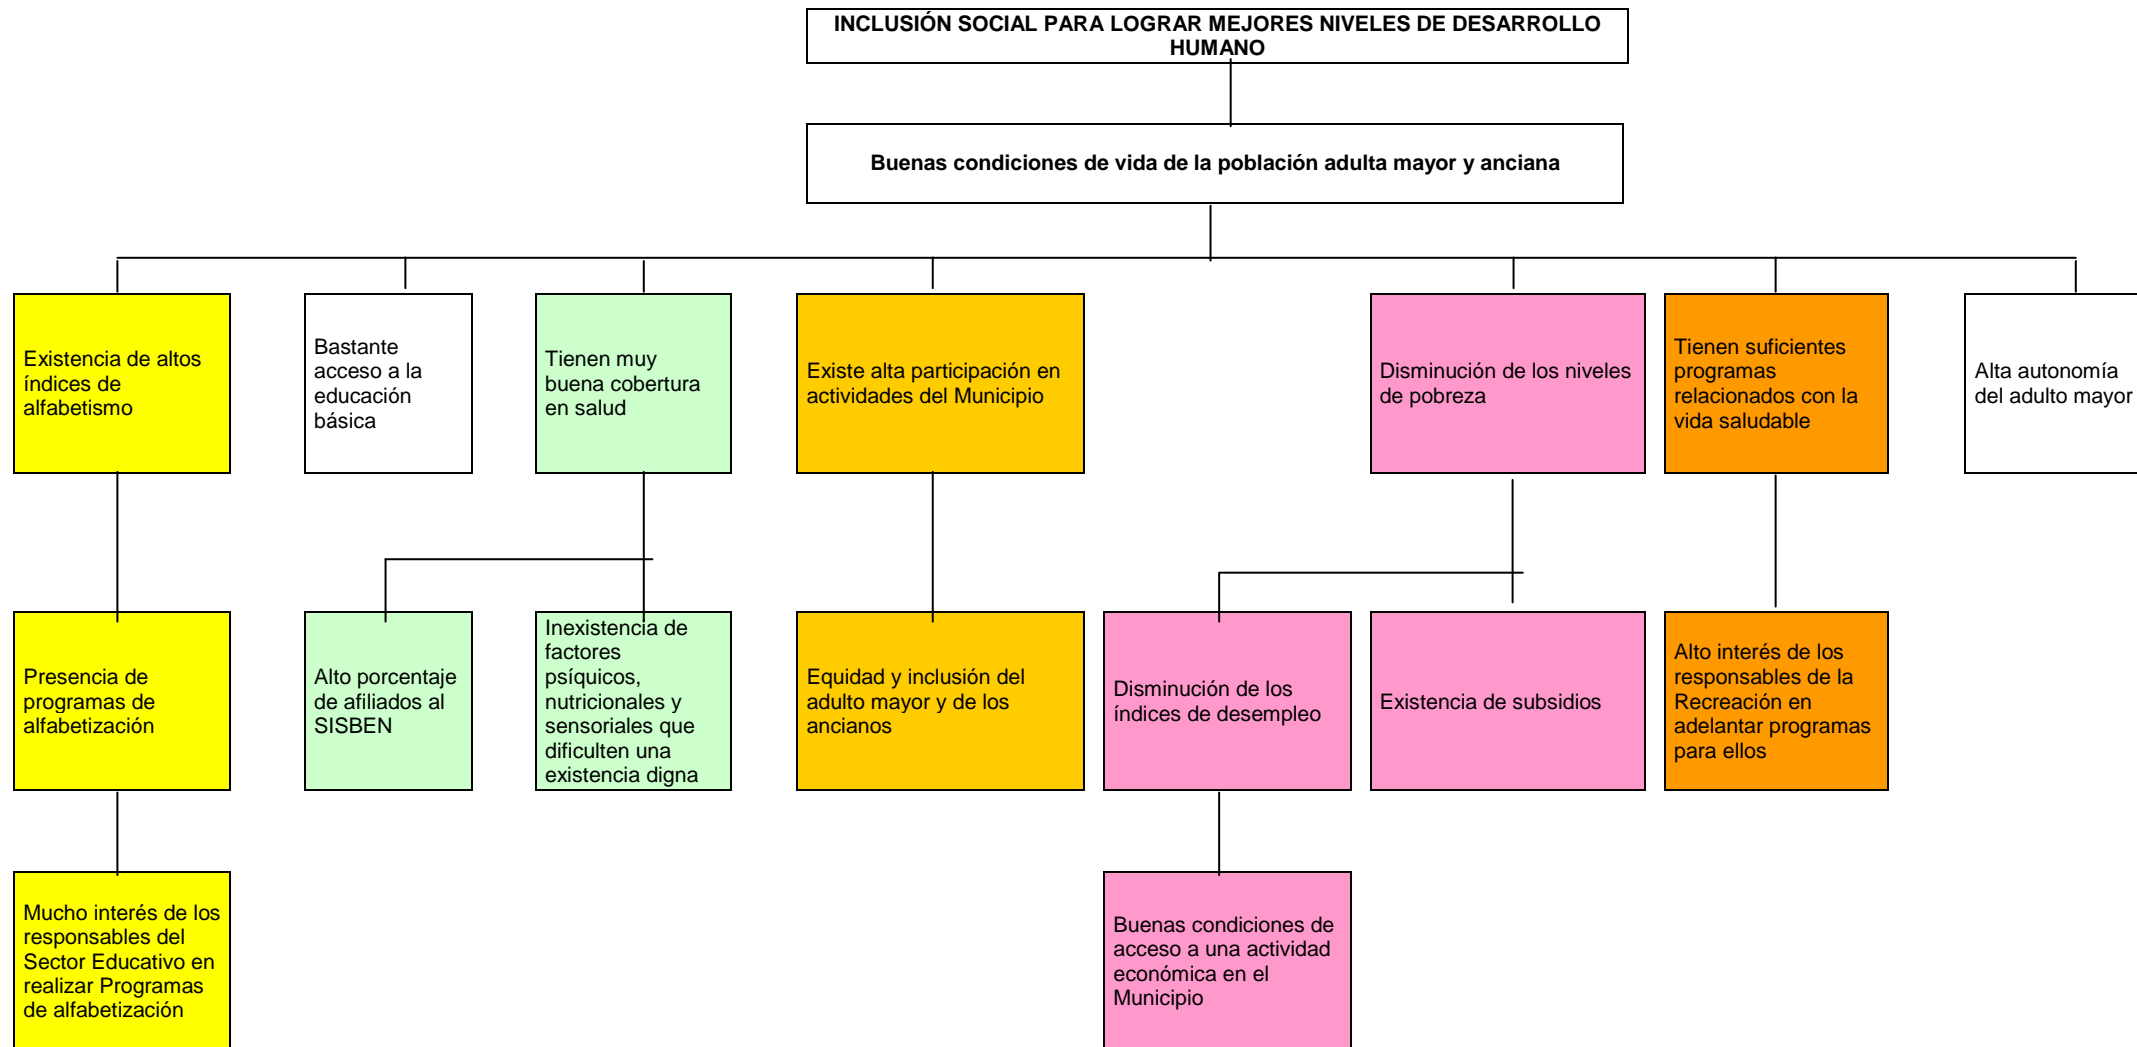 INCLUSIÓN SOCIAL PARA LOGRAR MEJORES NIVELES DE DESARROLLO
HUMANO
Buenas condiciones de vida de la población adulta mayor y anciana
Existencia de altos
índices de
alfabetismo
Bastante
acceso a la
educación
básica
Tienen muy
buena cobertura
en salud
Existe alta participación en
actividades del Municipio
Disminución de los niveles
de pobreza
Tienen suficientes
programas
relacionados con la
vida saludable
Alta autonomía
del adulto mayor
Presencia de
programas de
alfabetización
Alto porcentaje
de afiliados al
SISBEN
Inexistencia de
factores
psíquicos,
nutricionales y
sensoriales que
dificulten una
existencia digna
Equidad y inclusión del
adulto mayor y de los
ancianos
Disminución de los
índices de desempleo
Existencia de subsidios
Alto interés de los
responsables de la
Recreación en
adelantar programas
para ellos
Mucho interés de los
responsables del
Sector Educativo en
realizar Programas
de alfabetización
Buenas condiciones de
acceso a una actividad
económica en el
Municipio